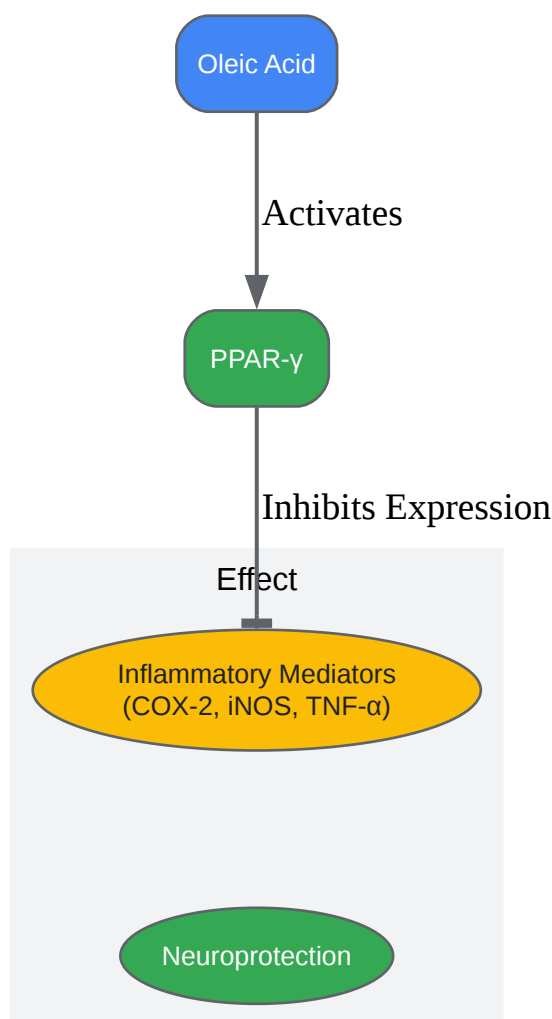 Oleic Acid
Activates
PPAR-γ
Inhibits Expression
Effect
Inflammatory Mediators
(COX-2, iNOS, TNF-α)
Neuroprotection